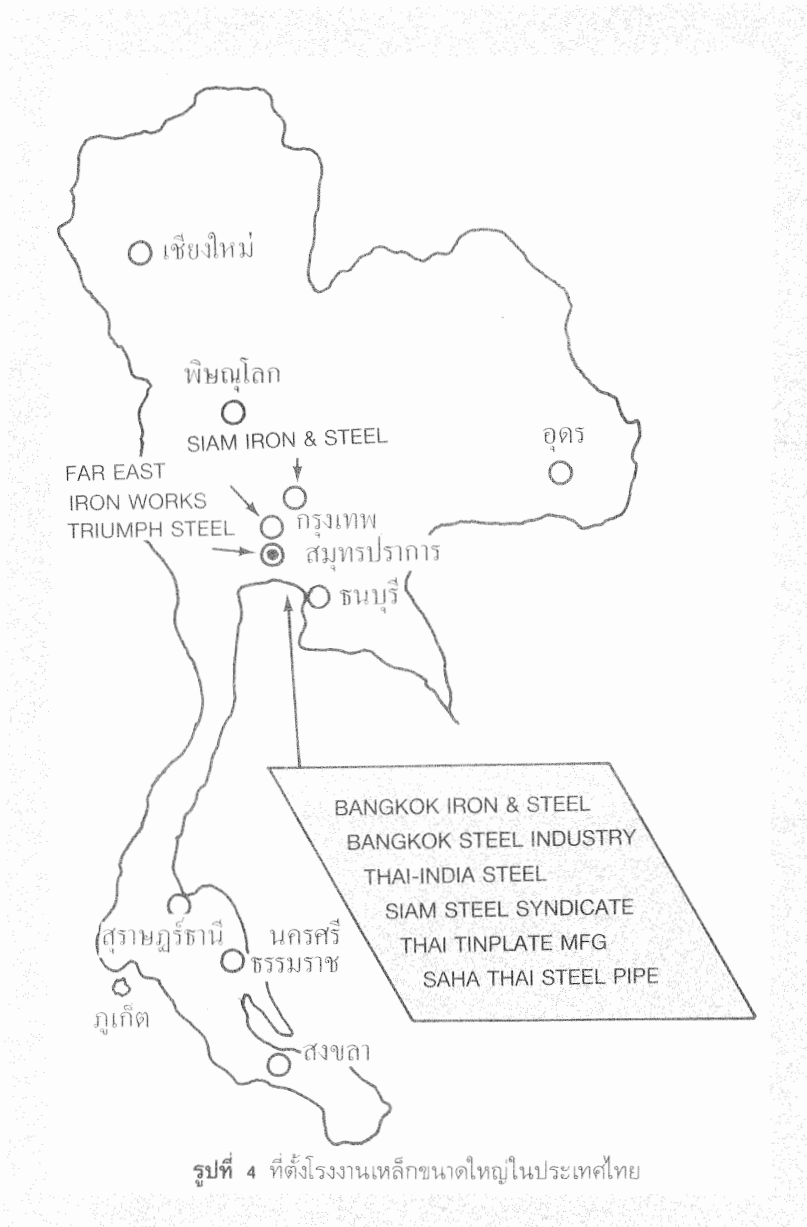 เชียงใหม่
พิษณุโลก
SIAM IRON & STEEL
อุดร
FAR EAST
IRON WORKS
TRIUMPH STEEL
กรุงเทพ
สมุทรปราการ
ธนบุรี
BANGKOK IRON & STEEL
BANGKOK STEEL INDUSTRY
THAI-INDIA STEEL
SIAM STEEL SYNDICATE
THAI TINPLATE MFG
SAHA THAI STEEL PIPE
สุราษฎร์ธานี
นครศรี
ธรรมราช
ภูเก็ต
สงขลา
รูปที่ 4 ที่ตั้งโรงงานเหล็กขนาดใหญ่ในประเทศไทย